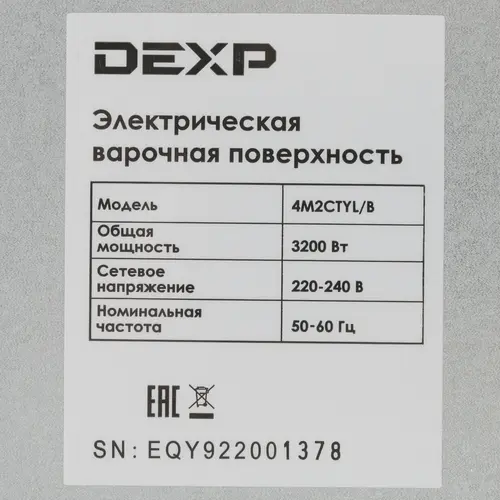 DEXP
Электрическая
варочная поверхность
Модель 4M2CTYL/B
Общая
мощность 3200 Вт
Сетевое
напряжение 220-240 В
Номинальная
частота 50-60 Гц
EAC
SN: EQY922001378